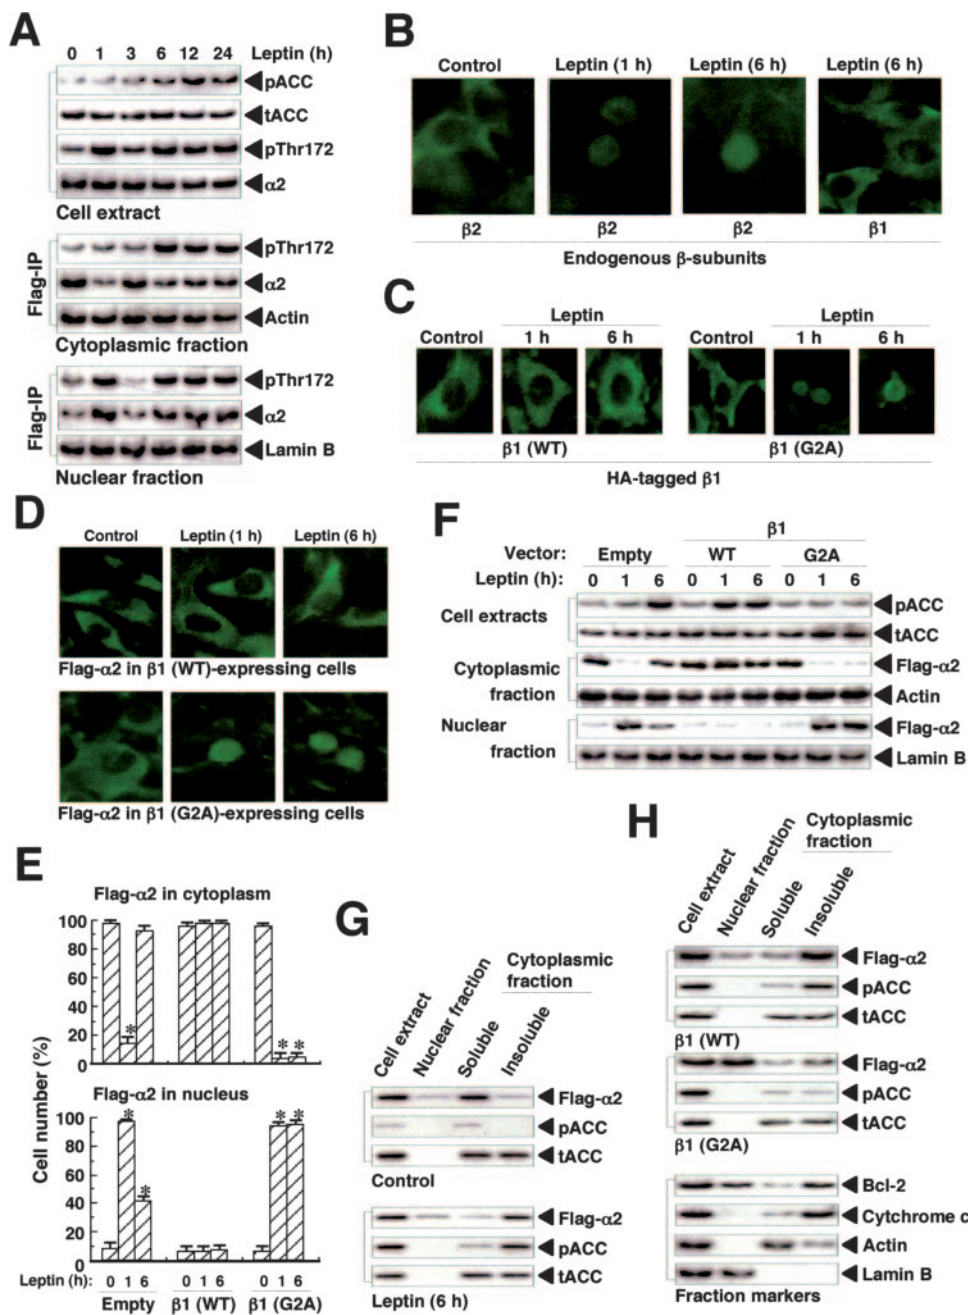 A
0 1 3 6 12 24 Leptin (h)
pACC
tACC
pThr172
α2
Cell extract
Flag-IP
pThr172
α2
Actin
Cytoplasmic fraction
Flag-IP
pThr172
α2
Lamin B
Nuclear fraction
B
Control Leptin (1 h) Leptin (6 h) Leptin (6 h)
β2 β2 β2 β1
Endogenous β-subunits
C
Leptin Leptin
Control 1 h 6 h Control 1 h 6 h
β1 (WT) β1 (G2A)
HA-tagged β1
D
Control Leptin (1 h) Leptin (6 h)
Flag-α2 in β1 (WT)-expressing cells
Flag-α2 in β1 (G2A)-expressing cells
E
Flag-α2 in cytoplasm
100
80
60
40
20
0
* * *
Flag-α2 in nucleus
100
80
60
40
20
0
* * * *
Cell number (%)
Leptin (h): 0 1 6 0 1 6 0 1 6
Empty β1 (WT) β1 (G2A)
F
β1
Vector: Empty WT G2A
Leptin (h): 0 1 6 0 1 6 0 1 6
Cell extracts
pACC
tACC
Cytoplasmic
fraction
Flag-α2
Actin
Nuclear
fraction
Flag-α2
Lamin B
G
Cell extract Nuclear fraction Soluble Insoluble
Cytoplasmic
fraction
Flag-α2
pACC
tACC
Control
Flag-α2
pACC
tACC
Leptin (6 h)
H
Cell extract Nuclear fraction Soluble Insoluble
Cytoplasmic
fraction
Flag-α2
pACC
tACC
β1 (WT)
Flag-α2
pACC
tACC
β1 (G2A)
Bcl-2
Cytchrome c
Actin
Lamin B
Fraction markers